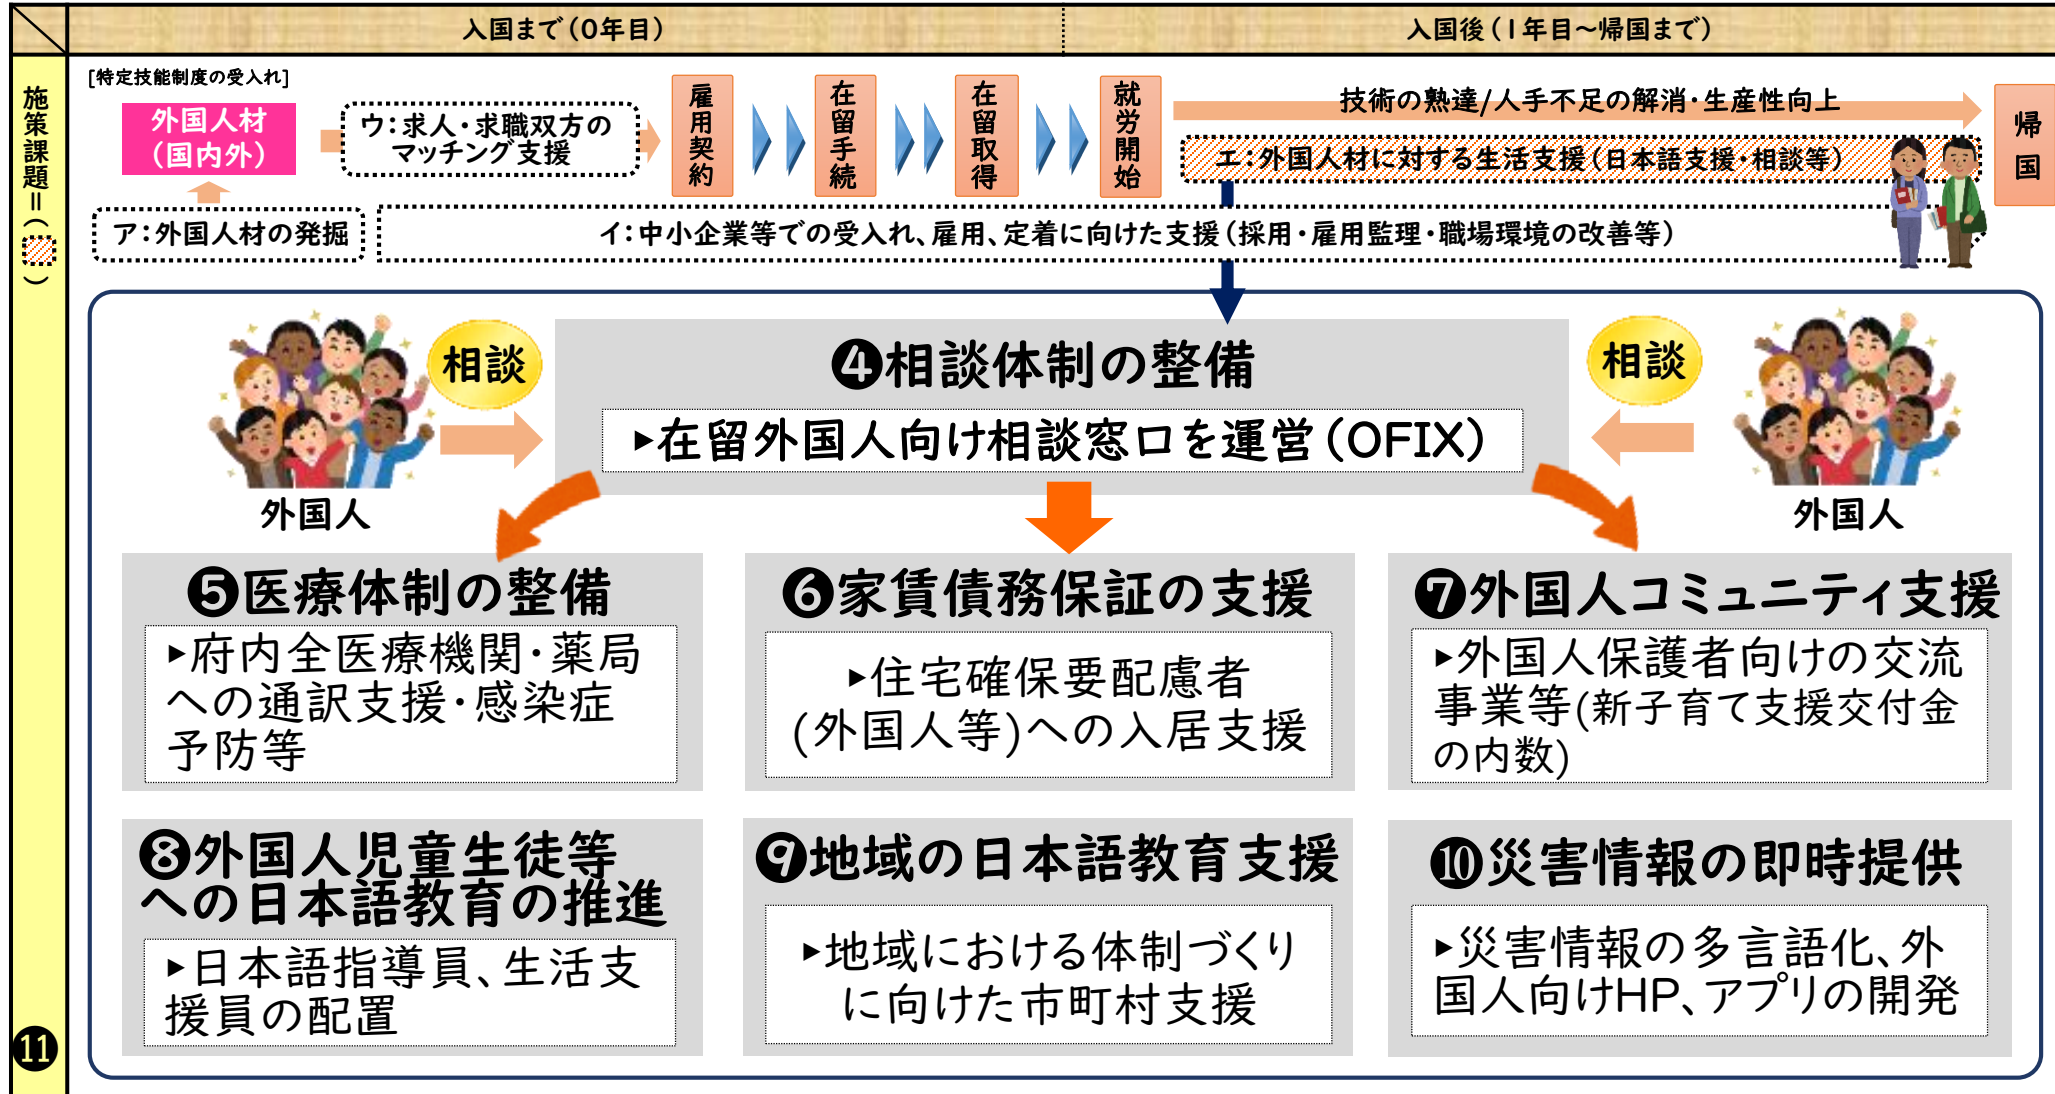 入国まで(0年目)
入国後(1年目～帰国まで)
施策課題=( )
[特定技能制度の受入れ]
外国人材
(国内外)
ウ:求人・求職双方の
マッチング支援
雇用契約
在留手続
在留取得
就労開始
技術の熟達/人手不足の解消・生産性向上
帰国
エ:外国人材に対する生活支援(日本語支援・相談等)
ア:外国人材の発掘
イ:中小企業等での受入れ、雇用、定着に向けた支援(採用・雇用監理・職場環境の改善等)
相談
外国人
❹相談体制の整備
▸在留外国人向け相談窓口を運営(OFIX)
相談
外国人
❺医療体制の整備
▸府内全医療機関・薬局
への通訳支援・感染症
予防等
❻家賃債務保証の支援
▸住宅確保要配慮者
(外国人等)への入居支援
❼外国人コミュニティ支援
▸外国人保護者向けの交流
事業等(新子育て支援交付金
の内数)
❽外国人児童生徒等
への日本語教育の推進
▸日本語指導員、生活支
援員の配置
❾地域の日本語教育支援
▸地域における体制づくり
に向けた市町村支援
❿災害情報の即時提供
▸災害情報の多言語化、外
国人向けHP、アプリの開発
⓫